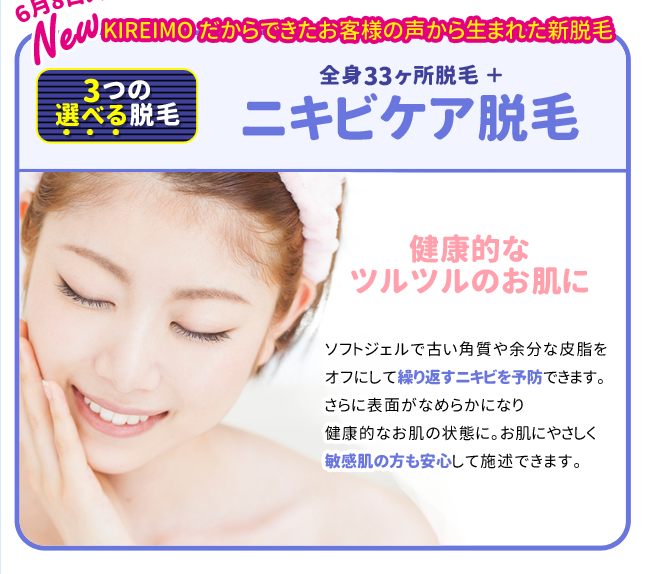 6月8日
New
KIREIMO だからできたお客様の声から生まれた新脱毛
3つの
選べる脱毛
全身33ヶ所脱毛 +
ニキビケア脱毛
健康的な
ツルツルのお肌に
ソフトジェルで古い角質や余分な皮脂を
オフにして繰り返すニキビを予防できます。
さらに表面がなめらかになり
健康的なお肌の状態に。お肌にやさしく
敏感肌の方も安心して施述できます。